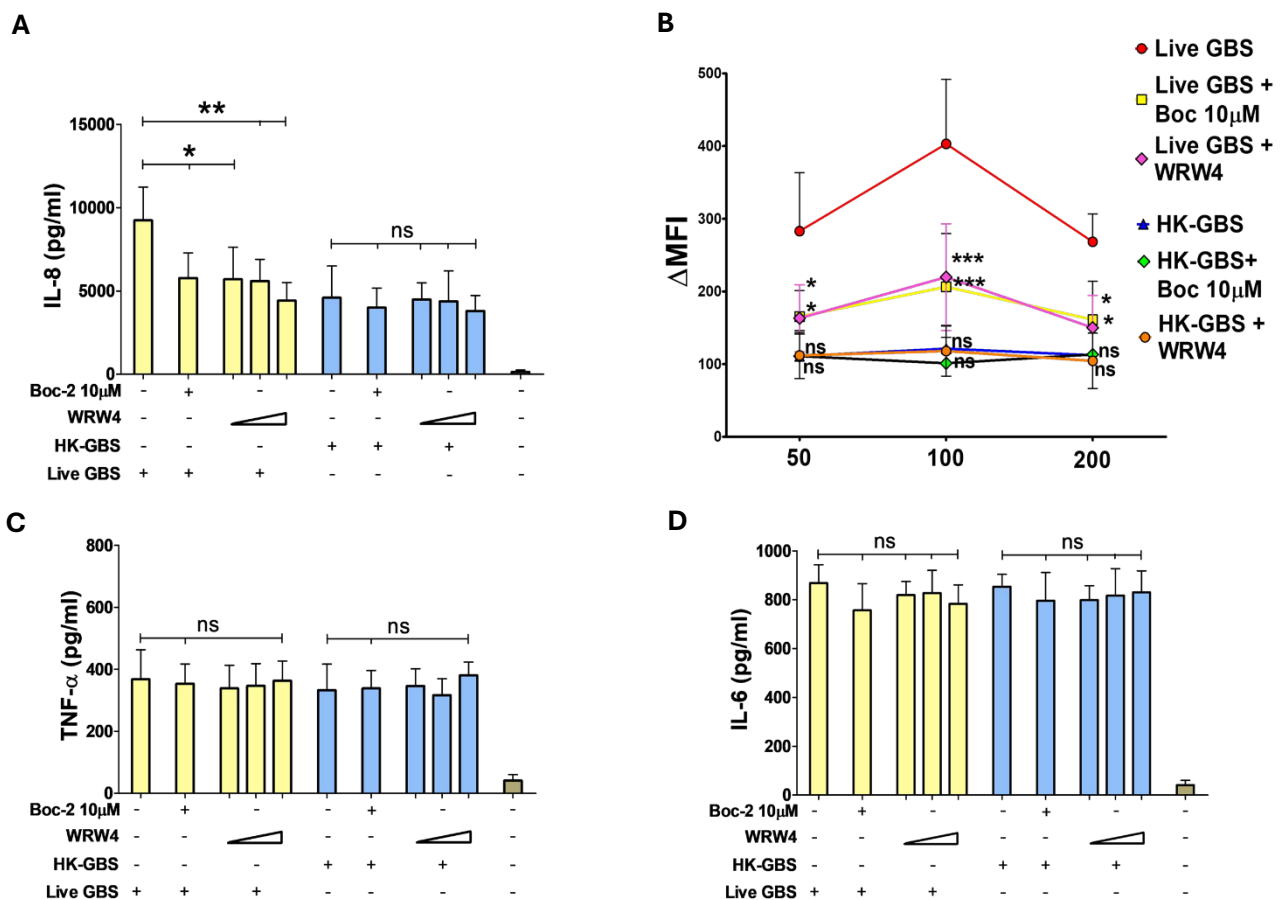 A
**
*
15000
10000
5000
0
IL-8 (pg/ml)
ns
Boc-2 10μM - + - - + - -
WRW4 - - - - -
HK-GBS - - - + + + -
Live GBS + + + - - - -
B
500
400
300
200
100
0
ΔMFI
50 100 200
* *** *
* *** *
ns ns ns
ns ns ns
Live GBS
Live GBS +
Boc 10μM
Live GBS +
WRW4
HK-GBS
HK-GBS+
Boc 10μM
HK-GBS +
WRW4
C
800
600
400
200
0
TNF-α (pg/ml)
ns ns
Boc-2 10μM - + - - + - -
WRW4 - - - - -
HK-GBS - - - + + + -
Live GBS + + + - - - -
D
1000
800
600
400
200
0
IL-6 (pg/ml)
ns ns
Boc-2 10μM - + - - + - -
WRW4 - - - - -
HK-GBS - - - + + + -
Live GBS + + + - - - -